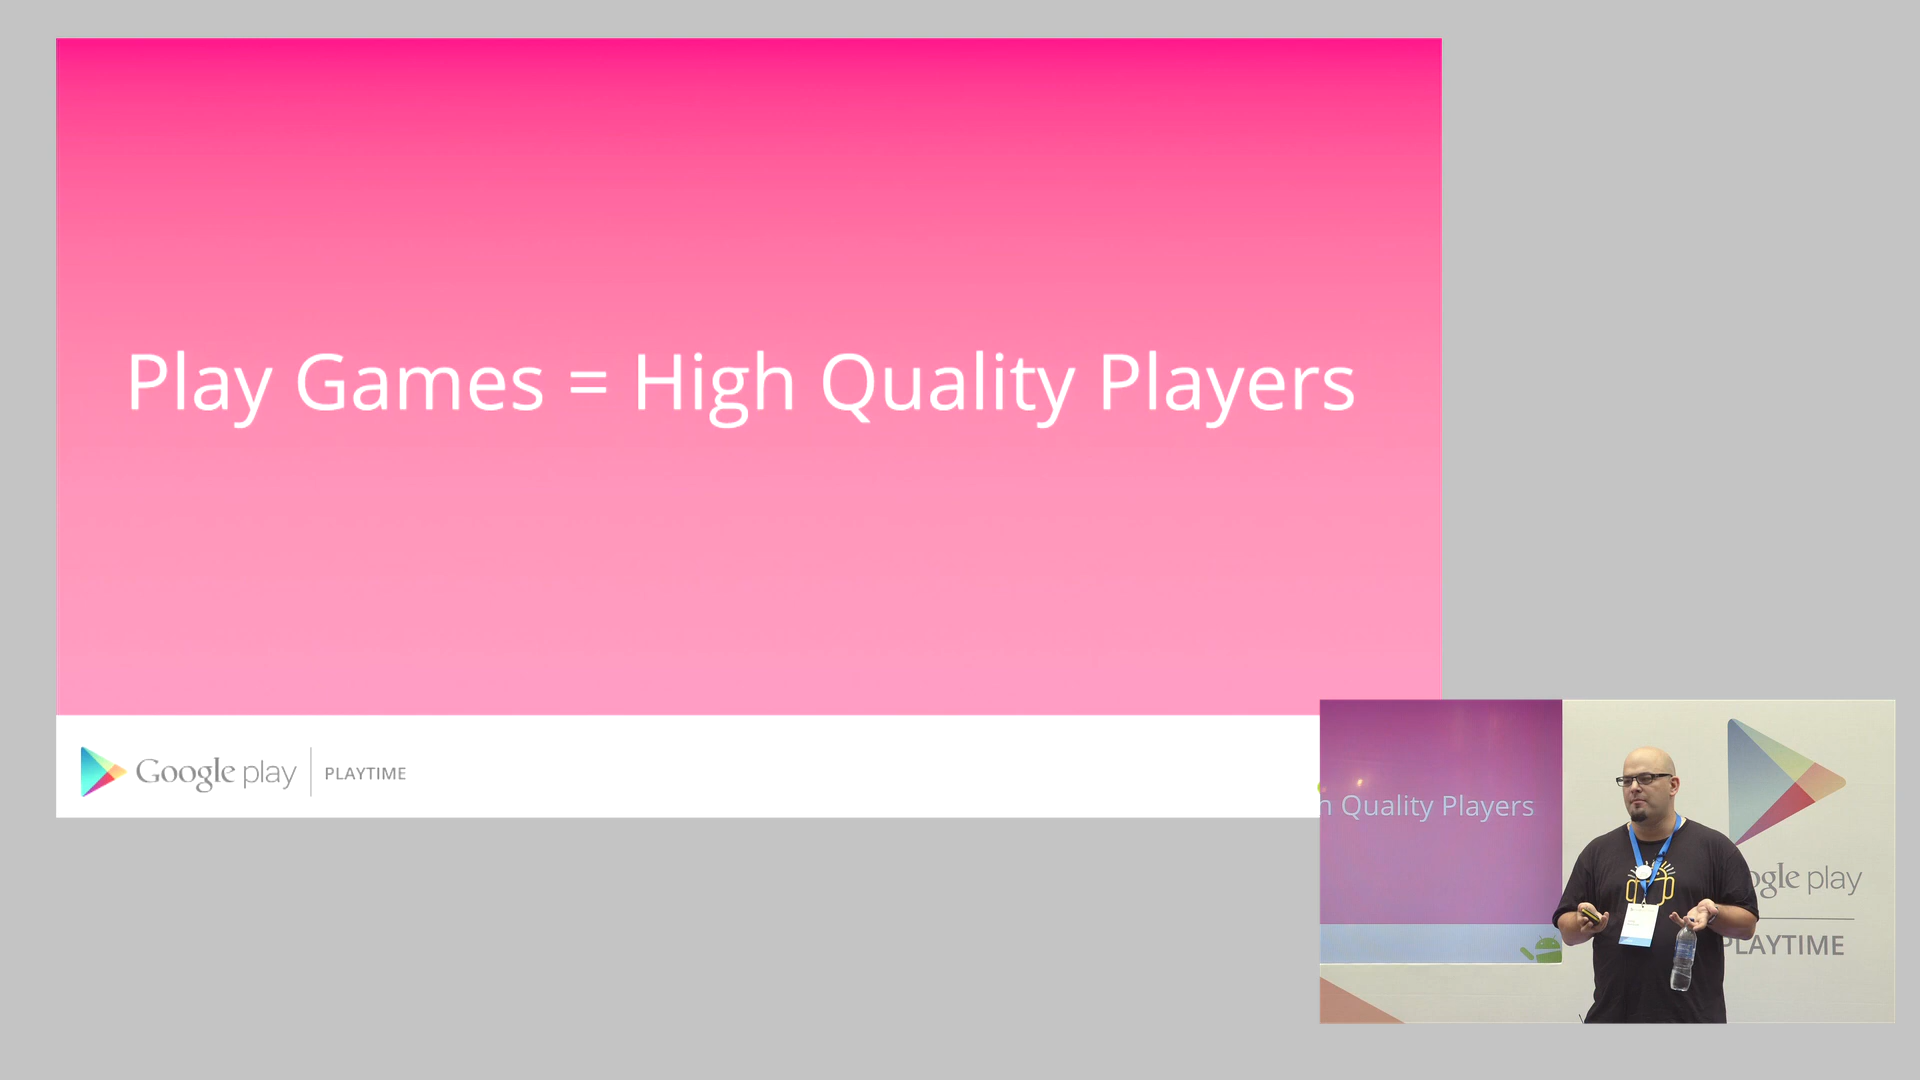 Play Games = High Quality Players
Google play | PLAYTIME
h Quality Players
ogle play
PLAYTIME